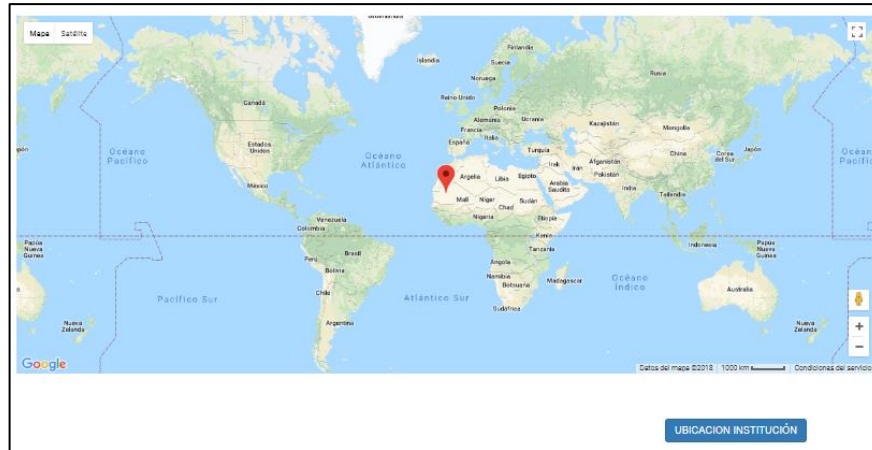 Mapa Satélite
Islandia
Finlandia
Suecia
Noruega
Rusia
Canadá
Reino Unido
Polonia
Alemania
Ucrania
Francia
Italia
Kazajistán
Mongolia
España
Turquía
Estados Unidos
Océano Pacífico
Océano Atlántico
China
Corea del Sur
Japón
Irak
Irán
Afganistán
Pakistán
Argelia
Libia
Egipto
Arabia Saudita
India
México
Malí
Níger
Chad
Sudán
Tailandia
Nigeria
Etiopía
Venezuela
Colombia
Kenia
Papúa Nueva Guinea
Indonesia
Papúa Nueva Guinea
Perú
Brasil
Tanzania
Bolivia
Angola
Namibia
Botsuana
Madagascar
Océano Índico
Pacífico Sur
Chile
Atlántico Sur
Sudáfrica
Australia
Argentina
Nueva Zelanda
Nueva Zelanda
+
−
Google
Datos del mapa ©2018 1000 km Condiciones del servicio
UBICACION INSTITUCIÓN